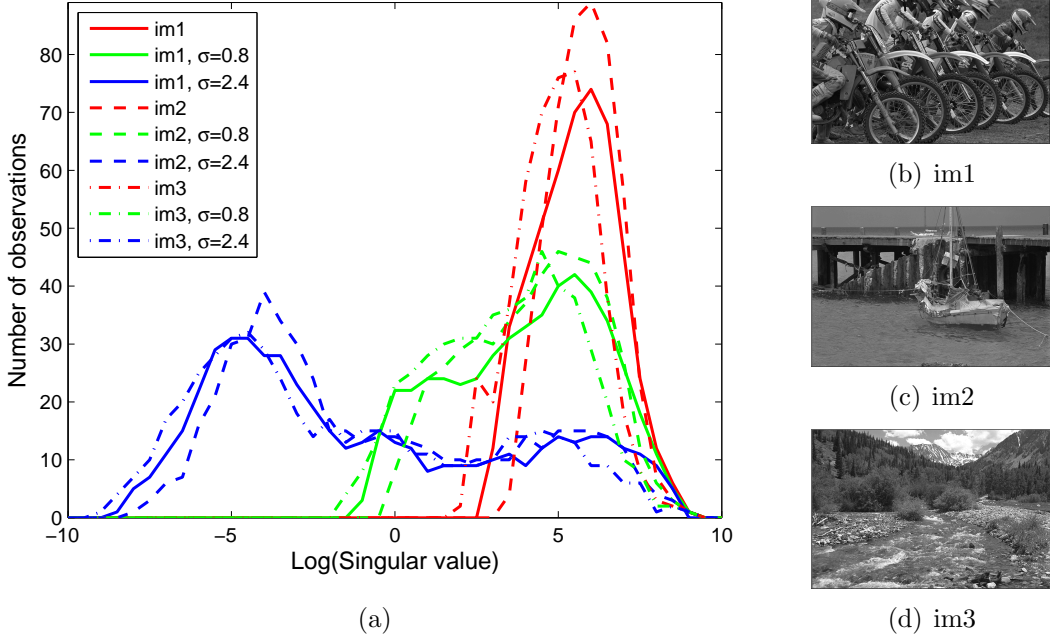 Number of observations
0
10
20
30
40
50
60
70
80
−10
−5
0
5
10
Log(Singular value)
im1
im1, σ=0.8
im1, σ=2.4
im2
im2, σ=0.8
im2, σ=2.4
im3
im3, σ=0.8
im3, σ=2.4
(a)
(b) im1
(c) im2
(d) im3